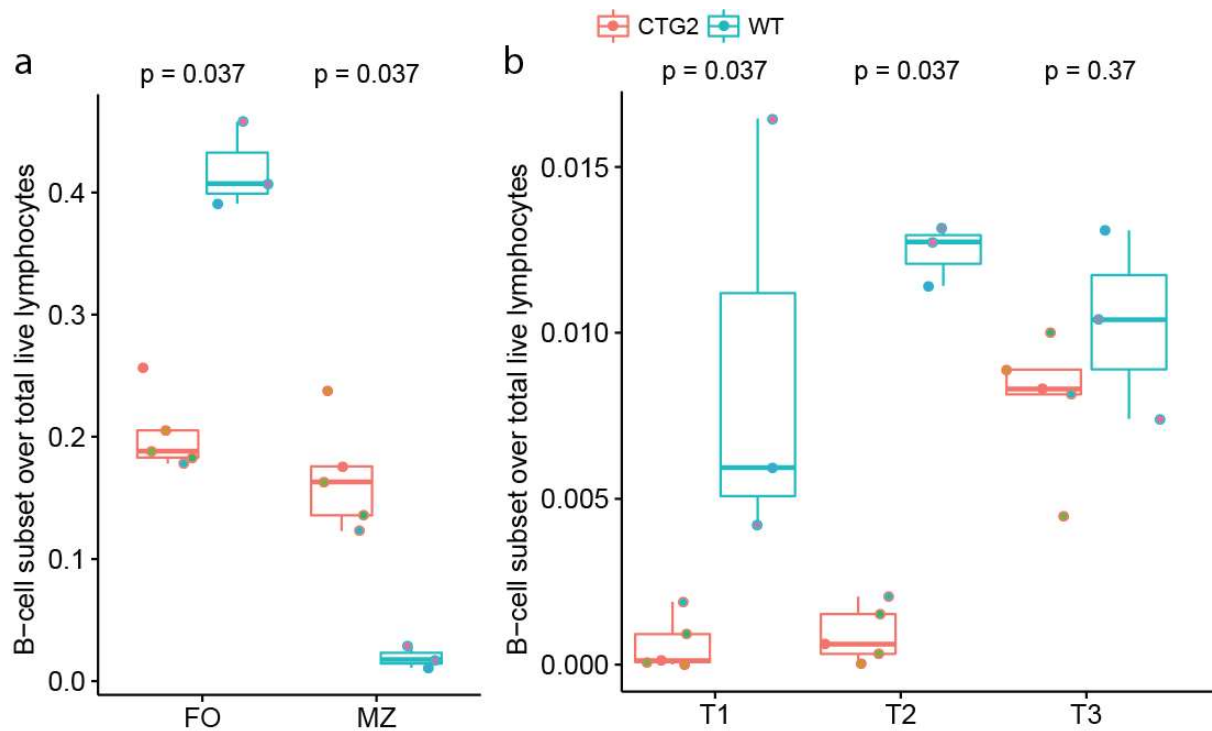 CTG2 WT
a
p = 0.037 p = 0.037
B-cell subset over total live lymphocytes
0.4
0.3
0.2
0.1
0.0
FO MZ
b
p = 0.037 p = 0.037 p = 0.37
B-cell subset over total live lymphocytes
0.015
0.010
0.005
0.000
T1 T2 T3